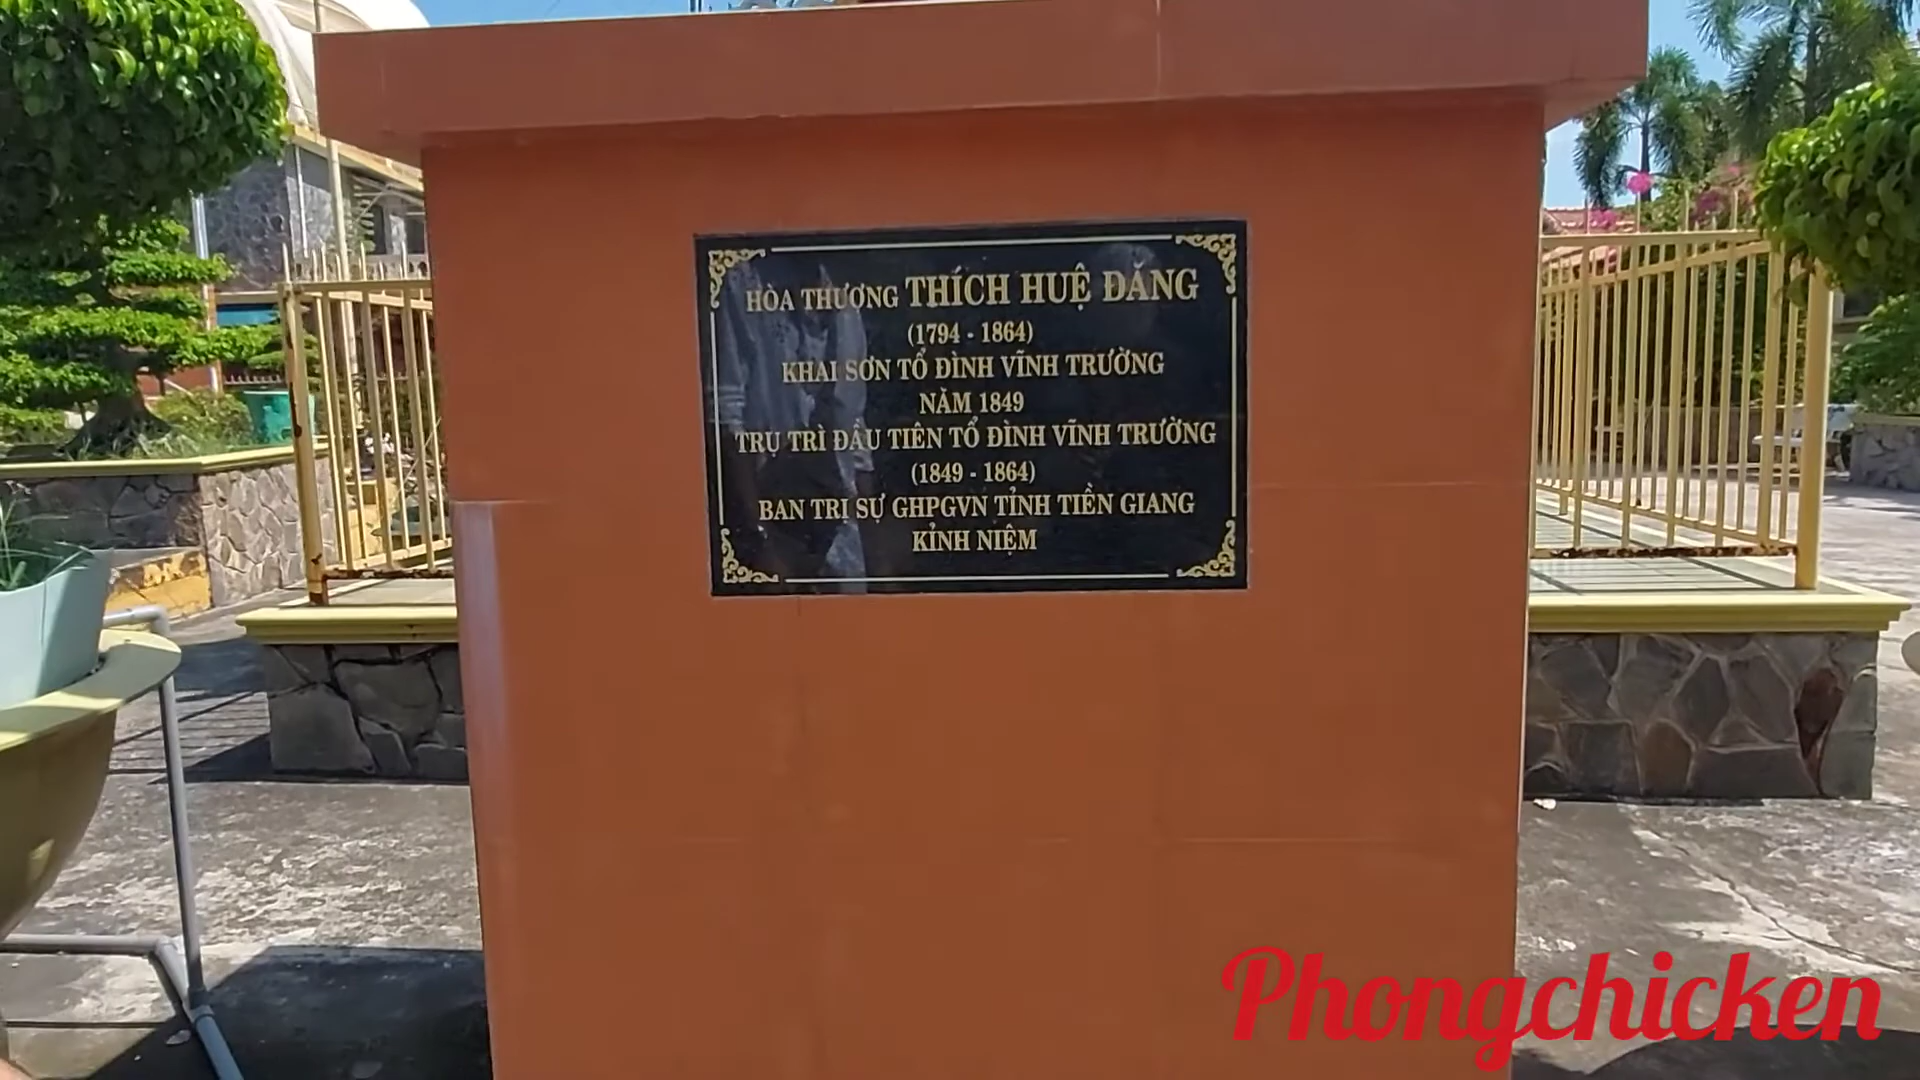 HÒA THƯỢNG THÍCH HUỆ ĐĂNG
(1794 - 1864)
KHAI SƠN TỔ ĐÌNH VĨNH TRƯỜNG
NĂM 1849
TRỤ TRÌ ĐẦU TIÊN TỔ ĐÌNH VĨNH TRƯỜNG
(1849 - 1864)
BAN TRỊ SỰ GHPGVN TỈNH TIỀN GIANG
KỈNH NIỆM
Phongchicken